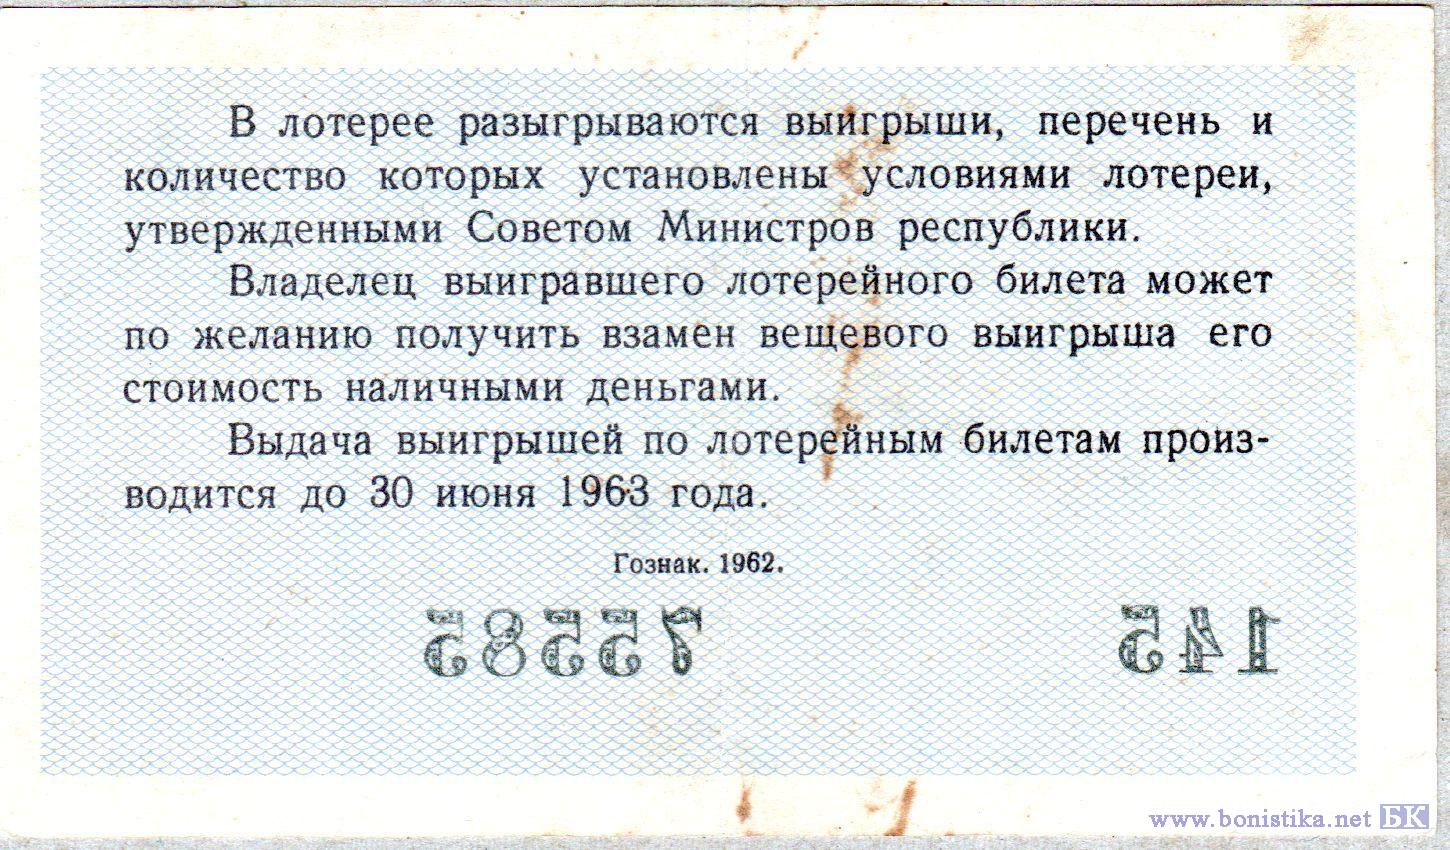 В лотерее разыгрываются выигрыши, перечень и
количество которых установлены условиями лотереи,
утвержденными Советом Министров республики.
Владелец выигравшего лотерейного билета может
по желанию получить взамен вещевого выигрыша его
стоимость наличными деньгами.
Выдача выигрышей по лотерейным билетам произ-
водится до 30 июня 1963 года.
Гознак. 1962.
75585 145
www.bonistika.net БК